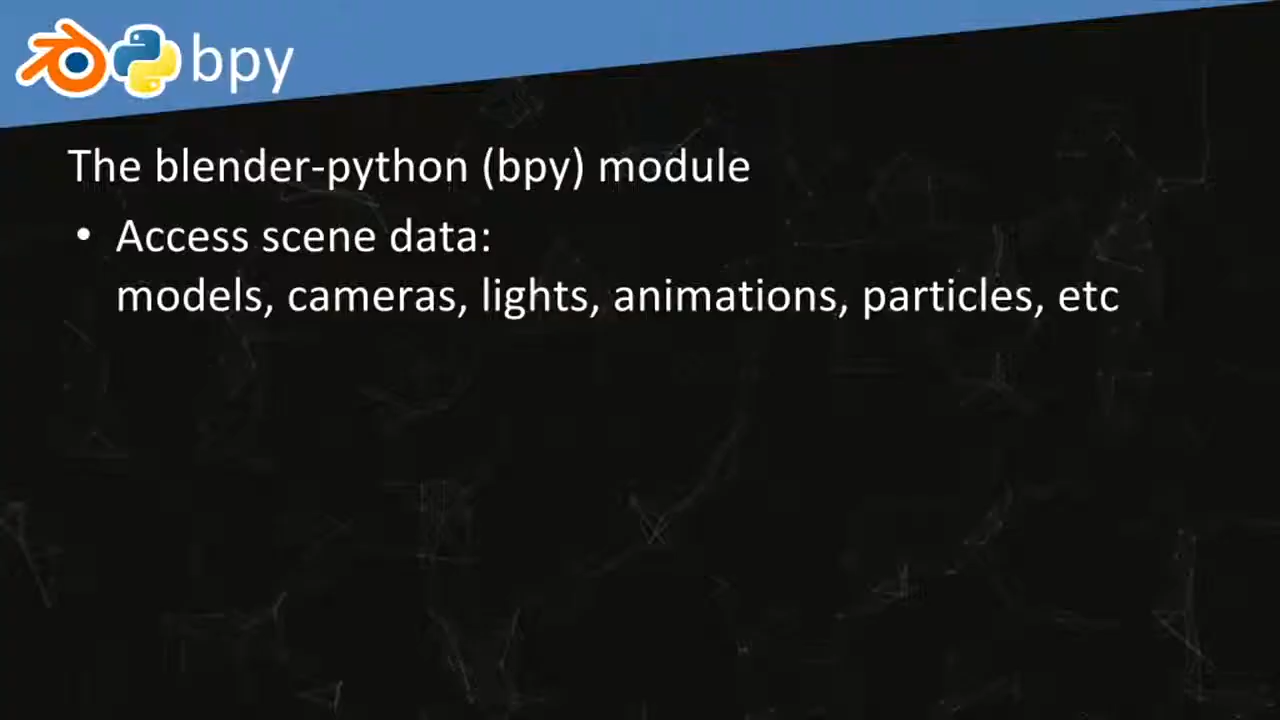 bpy
The blender-python (bpy) module
• Access scene data:
models, cameras, lights, animations, particles, etc